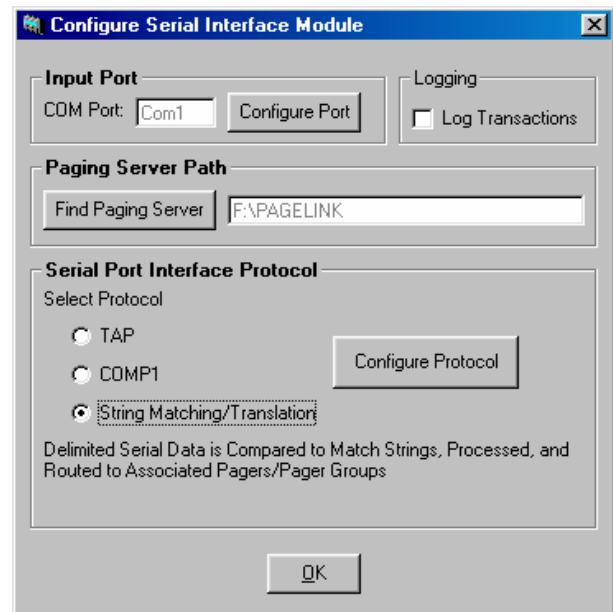 Configure Serial Interface Module
Input Port
COM Port: Com1 Configure Port
Logging
Log Transactions
Paging Server Path
Find Paging Server F:\PAGELINK
Serial Port Interface Protocol
Select Protocol
TAP
COMP1
String Matching/Translation
Configure Protocol
Delimited Serial Data is Compared to Match Strings, Processed, and
Routed to Associated Pagers/Pager Groups
OK